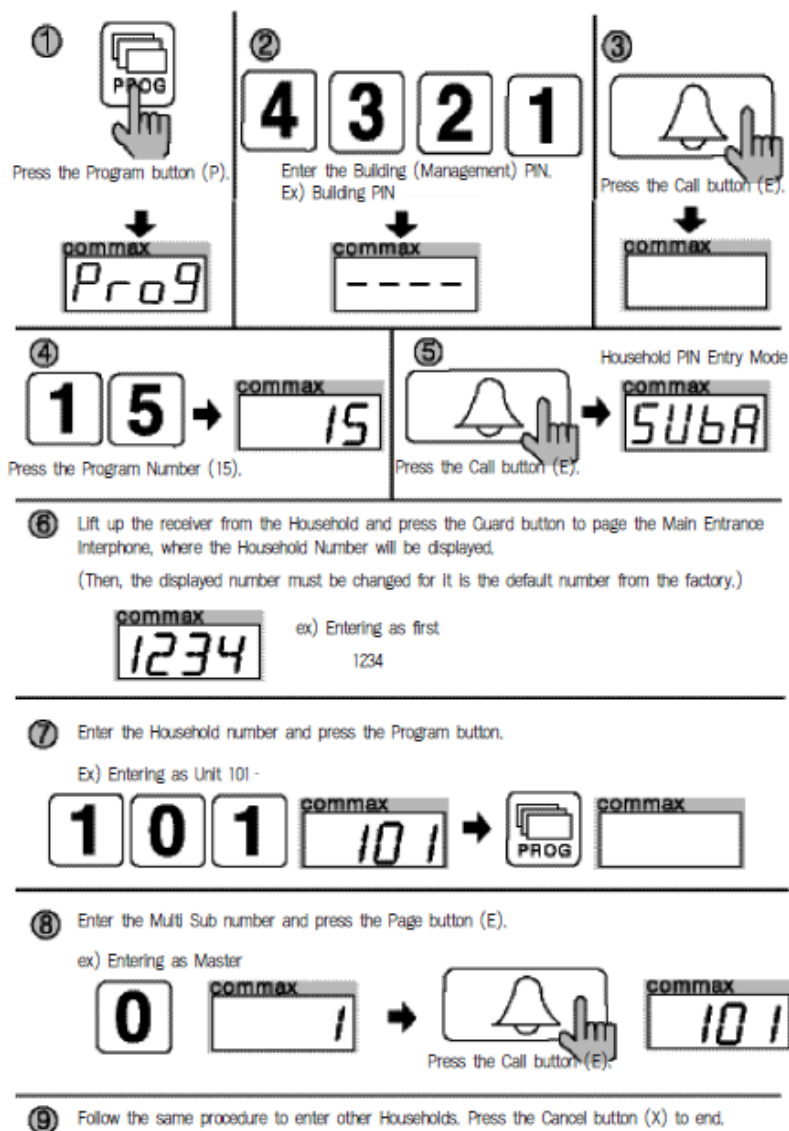 ①
PROG
Press the Program button (P).
commax
Prog
②
4 3 2 1
Enter the Building (Management) PIN.
Ex) Building PIN
commax
----
③
Press the Call button (E).
commax
④
1 5
commax
15
Press the Program Number (15).
⑤
Household PIN Entry Mode
commax
SUbA
Press the Call button (E).
⑥ Lift up the receiver from the Household and press the Guard button to page the Main Entrance
Interphone, where the Household Number will be displayed.
(Then, the displayed number must be changed for it is the default number from the factory.)
commax
1234
ex) Entering as first
1234
⑦ Enter the Household number and press the Program button.
Ex) Entering as Unit 101 -
1 0 1
commax
101
PROG
commax
⑧ Enter the Multi Sub number and press the Page button (E).
ex) Entering as Master
0
commax
1
Press the Call button (E).
commax
101
⑨ Follow the same procedure to enter other Households. Press the Cancel button (X) to end.